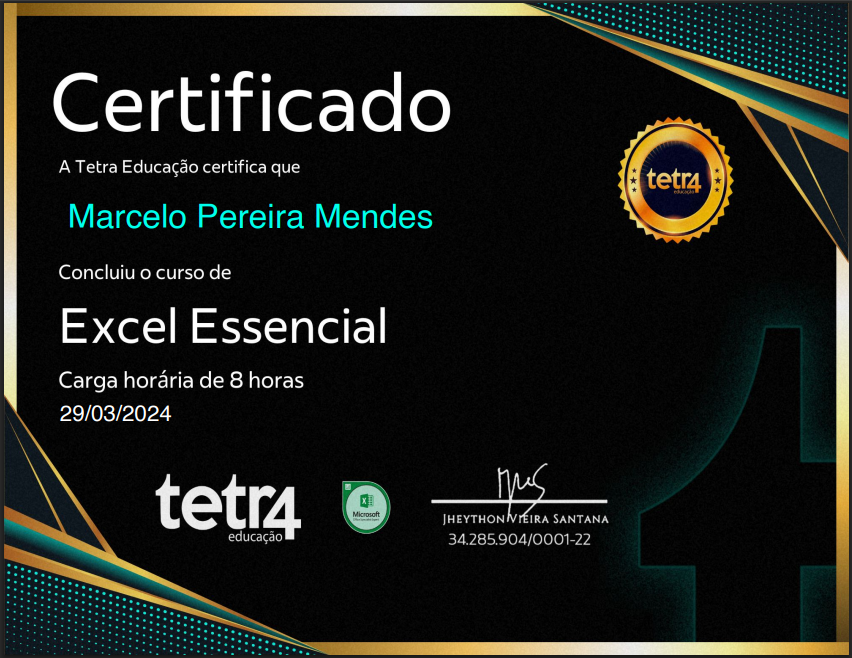 Certificado
A Tetra Educação certifica que
tetr4
educação
Marcelo Pereira Mendes
Concluiu o curso de
Excel Essencial
Carga horária de 8 horas
29/03/2024
tetr4
educação
Microsoft
JHEYTHON VIEIRA SANTANA
34.285.904/0001-22